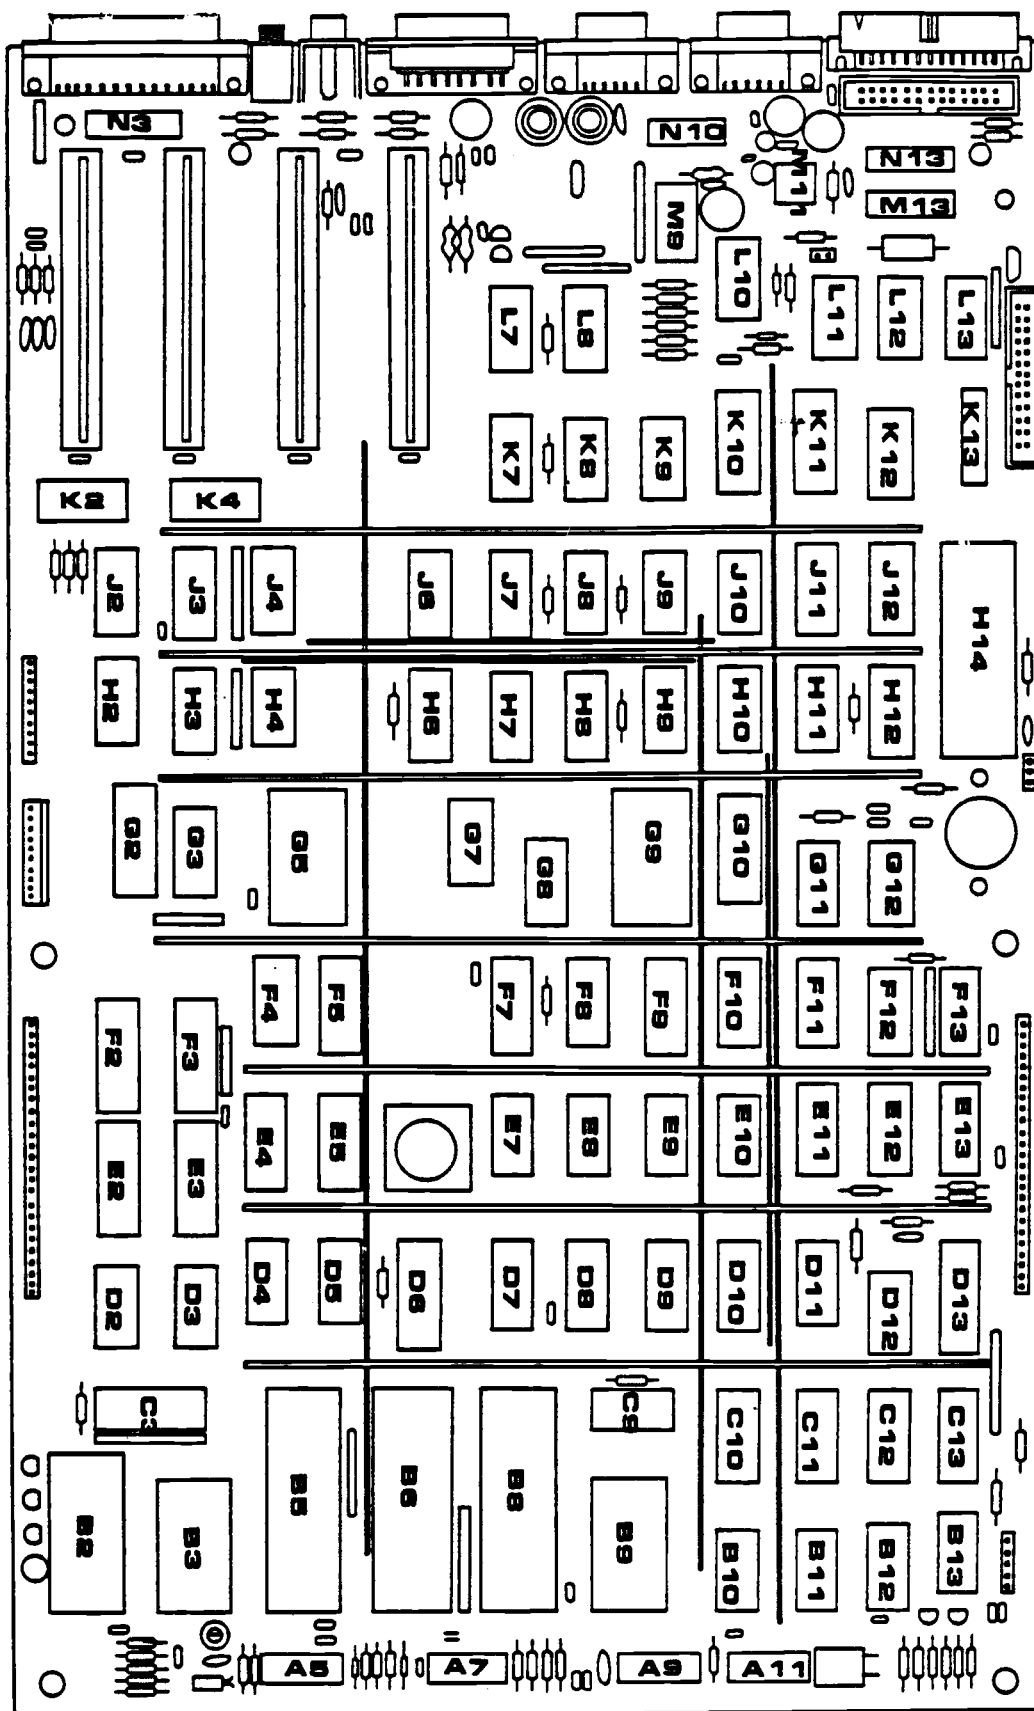 N3 N10 N13
M9 M11 M13
L7 L8 L10 L11 L12 L13
K7 K8 K9 K10 K11 K12 K13
K2 K4
J2 J3 J4 J6 J7 J8 J9 J10 J11 J12
H14
H2 H3 H4 H6 H7 H8 H9 H10 H11 H12
G2 G3 G5 G7 G8 G9 G10 G11 G12
F2 F3 F4 F5 F7 F8 F9 F10 F11 F12 F13
E2 E3 E4 E5 E7 E8 E9 E10 E11 E12 E13
D2 D3 D4 D5 D6 D7 D8 D9 D10 D11 D12 D13
C3 C9 C10 C11 C12 C13
B2 B3 B5 B6 B8 B9 B10 B11 B12 B13
A5 A7 A9 A11